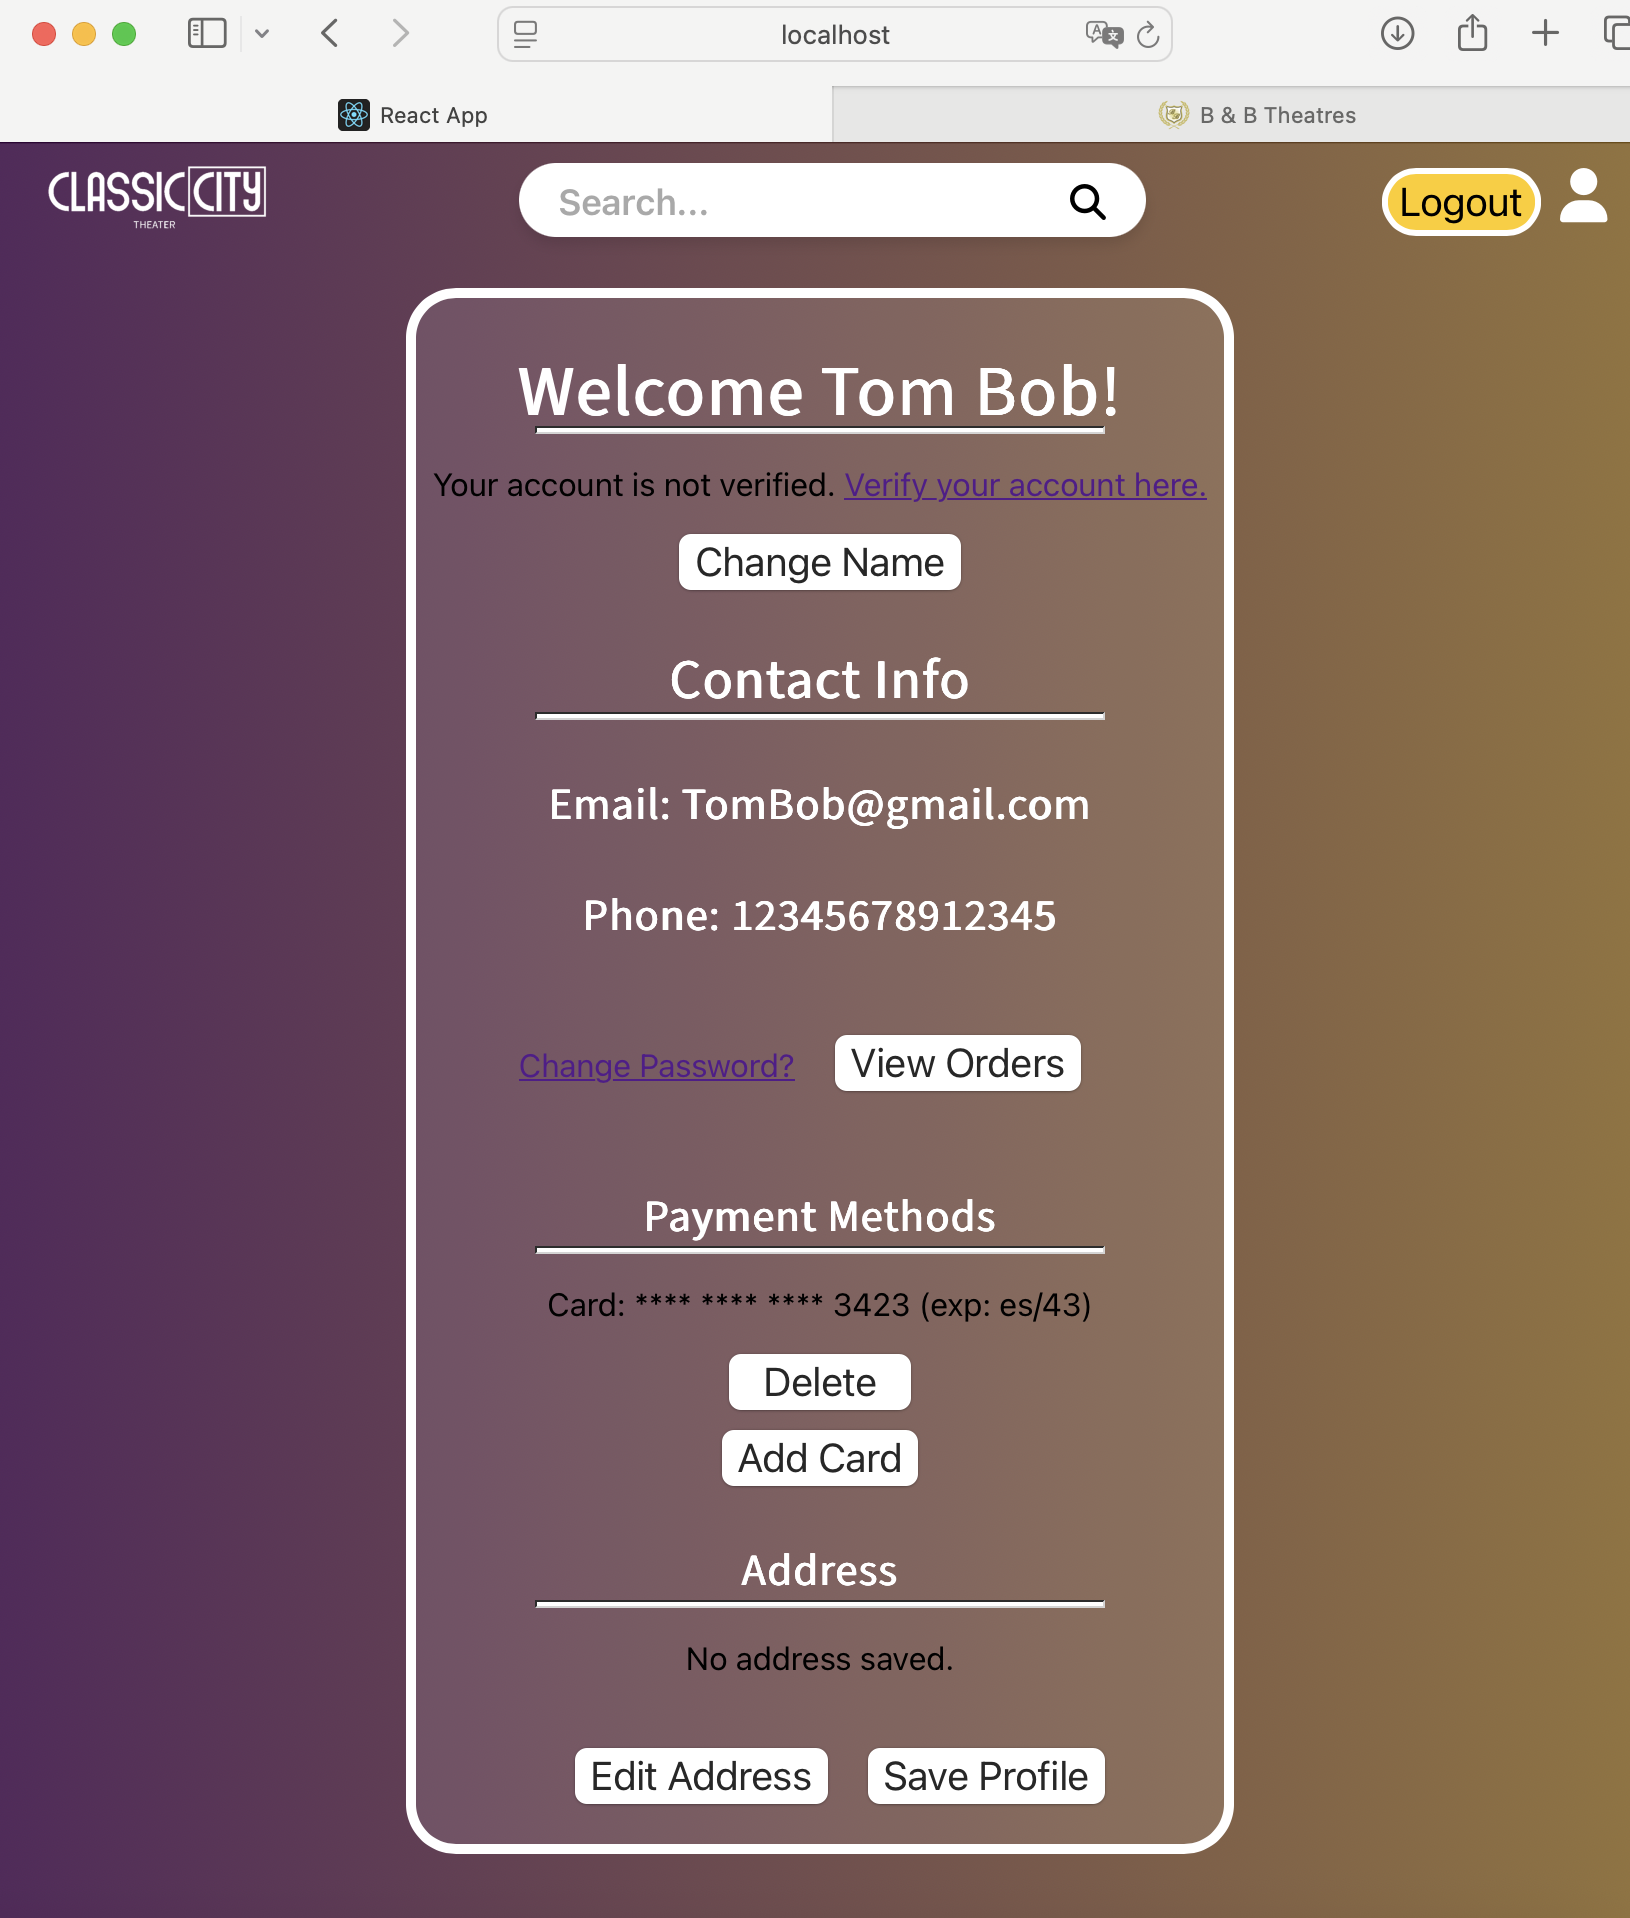 localhost
React App
B & B Theatres
CLASSIC CITY
THEATER
Search...
Logout
Welcome Tom Bob!
Your account is not verified. Verify your account here.
Change Name
Contact Info
Email: TomBob@gmail.com
Phone: 12345678912345
Change Password? View Orders
Payment Methods
Card: **** **** **** 3423 (exp: es/43)
Delete
Add Card
Address
No address saved.
Edit Address Save Profile